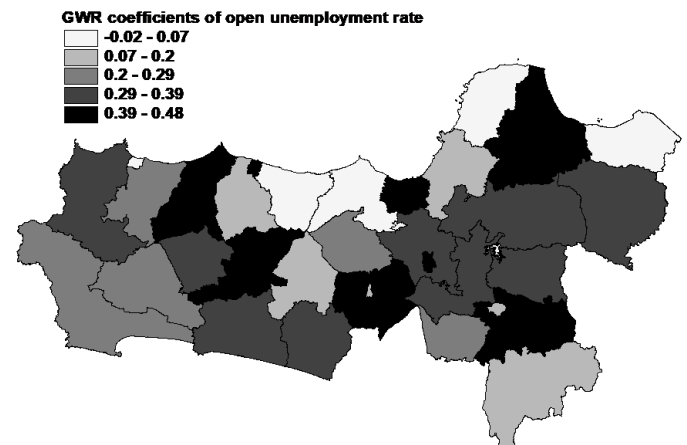 GWR coefficients of open unemployment rate
-0.02 - 0.07
0.07 - 0.2
0.2 - 0.29
0.29 - 0.39
0.39 - 0.48